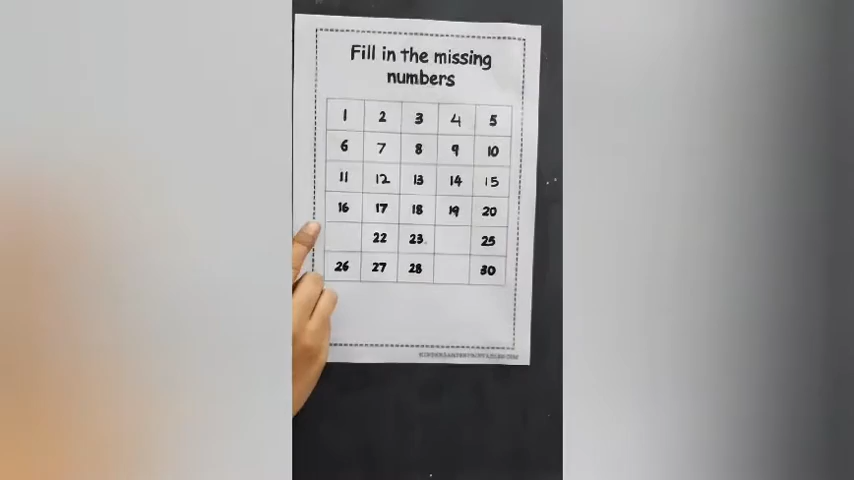 Fill in the missing
numbers
1 2 3 4 5
6 7 8 9 10
11 12 13 14 15
16 17 18 19 20
22 23 25
26 27 28 30